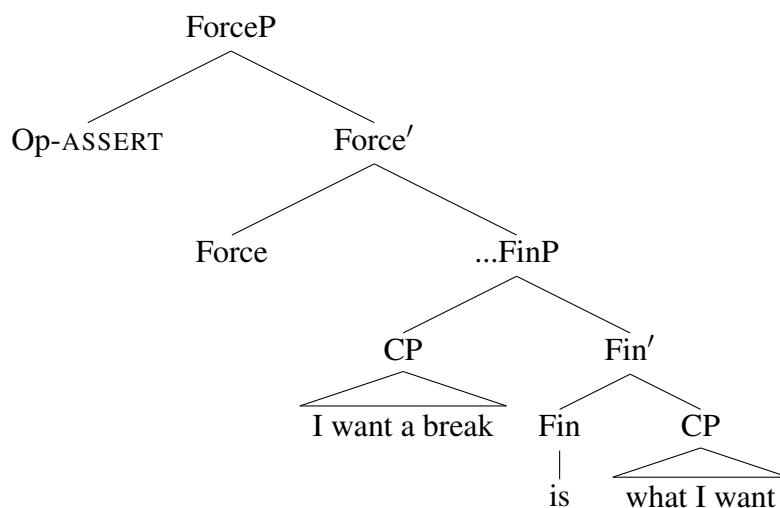 ForceP
Op-ASSERT Force′
Force ...FinP
CP Fin′
I want a break Fin CP
is what I want